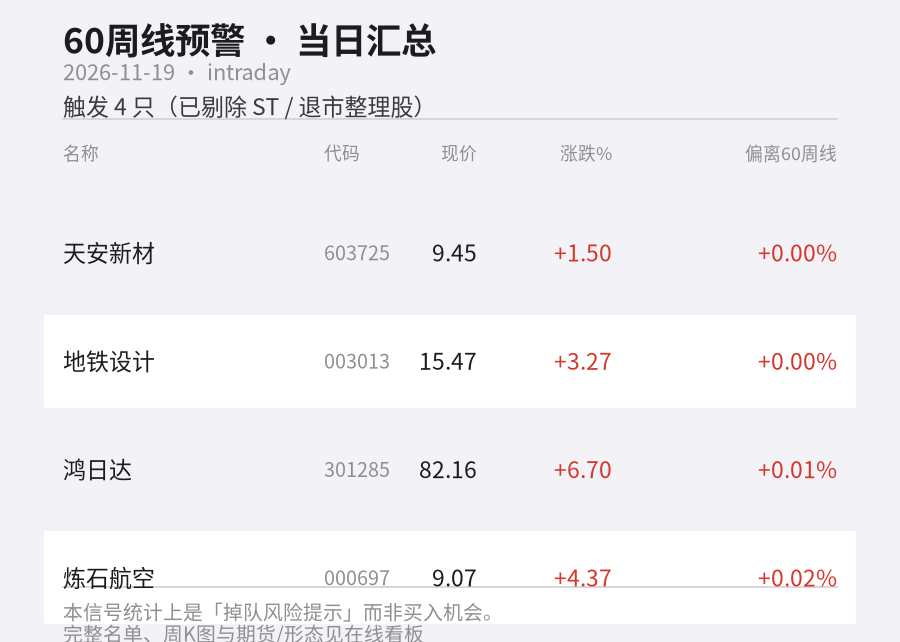 60周线预警 · 当日汇总
2026-11-19 · intraday
触发 4 只（已剔除 ST / 退市整理股）
名称 代码 现价 涨跌% 偏离60周线
天安新材 603725 9.45 +1.50 +0.00%
地铁设计 003013 15.47 +3.27 +0.00%
鸿日达 301285 82.16 +6.70 +0.01%
炼石航空 000697 9.07 +4.37 +0.02%
本信号统计上是「掉队风险提示」而非买入机会。
完整名单、周K图与期货/形态见在线看板